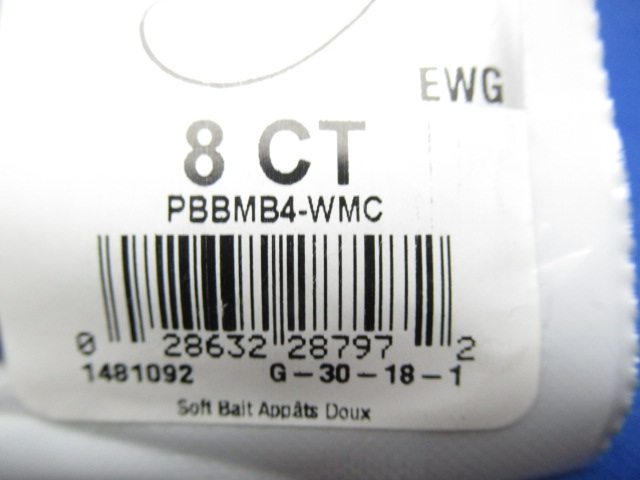 EWG
8 CT
PBBMB4-WMC
0 28632 28797 2
1481092 G-30-18-1
Soft Bait Appâts Doux